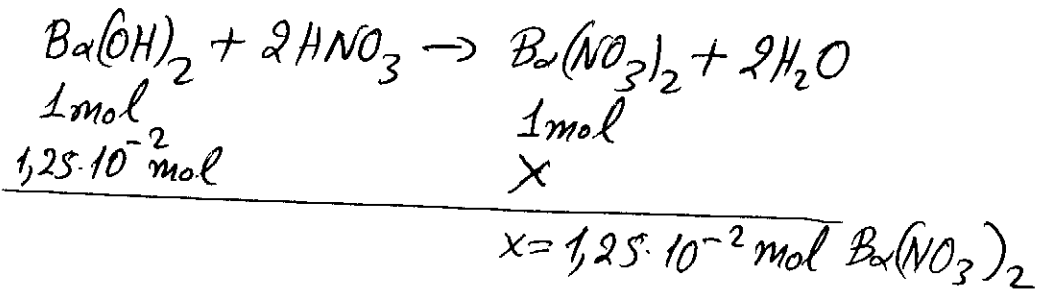 Ba(OH)₂ + 2HNO₃ → Ba(NO₃)₂ + 2H₂O
1mol 1mol
1,25·10⁻² mol X
x = 1,25·10⁻² mol Ba(NO₃)₂